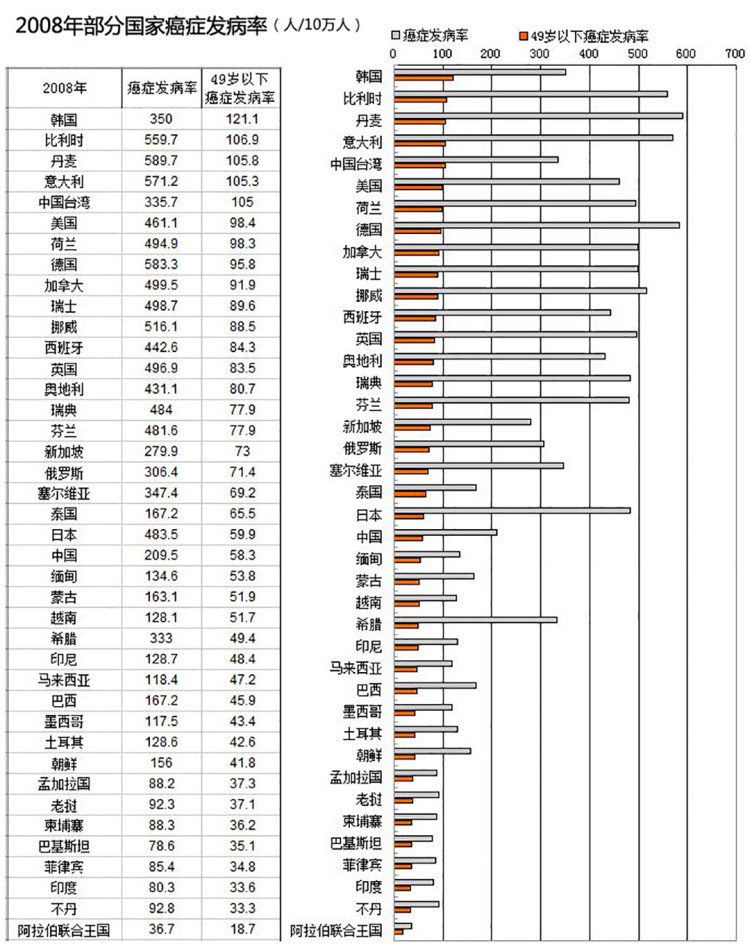 2008年部分国家癌症发病率（人/10万人）
2008年 癌症发病率 49岁以下癌症发病率
韩国 350 121.1
比利时 559.7 106.9
丹麦 589.7 105.8
意大利 571.2 105.3
中国台湾 335.7 105
美国 461.1 98.4
荷兰 494.9 98.3
德国 583.3 95.8
加拿大 499.5 91.9
瑞士 498.7 89.6
挪威 516.1 88.5
西班牙 442.6 84.3
英国 496.9 83.5
奥地利 431.1 80.7
瑞典 484 77.9
芬兰 481.6 77.9
新加坡 279.9 73
俄罗斯 306.4 71.4
塞尔维亚 347.4 69.2
泰国 167.2 65.5
日本 483.5 59.9
中国 209.5 58.3
缅甸 134.6 53.8
蒙古 163.1 51.9
越南 128.1 51.7
希腊 333 49.4
印尼 128.7 48.4
马来西亚 118.4 47.2
巴西 167.2 45.9
墨西哥 117.5 43.4
土耳其 128.6 42.6
朝鲜 156 41.8
孟加拉国 88.2 37.3
老挝 92.3 37.1
柬埔寨 88.3 36.2
巴基斯坦 78.6 35.1
菲律宾 85.4 34.8
印度 80.3 33.6
不丹 92.8 33.3
阿拉伯联合王国 36.7 18.7
癌症发病率 49岁以下癌症发病率
0 100 200 300 400 500 600 700
韩国
比利时
丹麦
意大利
中国台湾
美国
荷兰
德国
加拿大
瑞士
挪威
西班牙
英国
奥地利
瑞典
芬兰
新加坡
俄罗斯
塞尔维亚
泰国
日本
中国
缅甸
蒙古
越南
希腊
印尼
马来西亚
巴西
墨西哥
土耳其
朝鲜
孟加拉国
老挝
柬埔寨
巴基斯坦
菲律宾
印度
不丹
阿拉伯联合王国